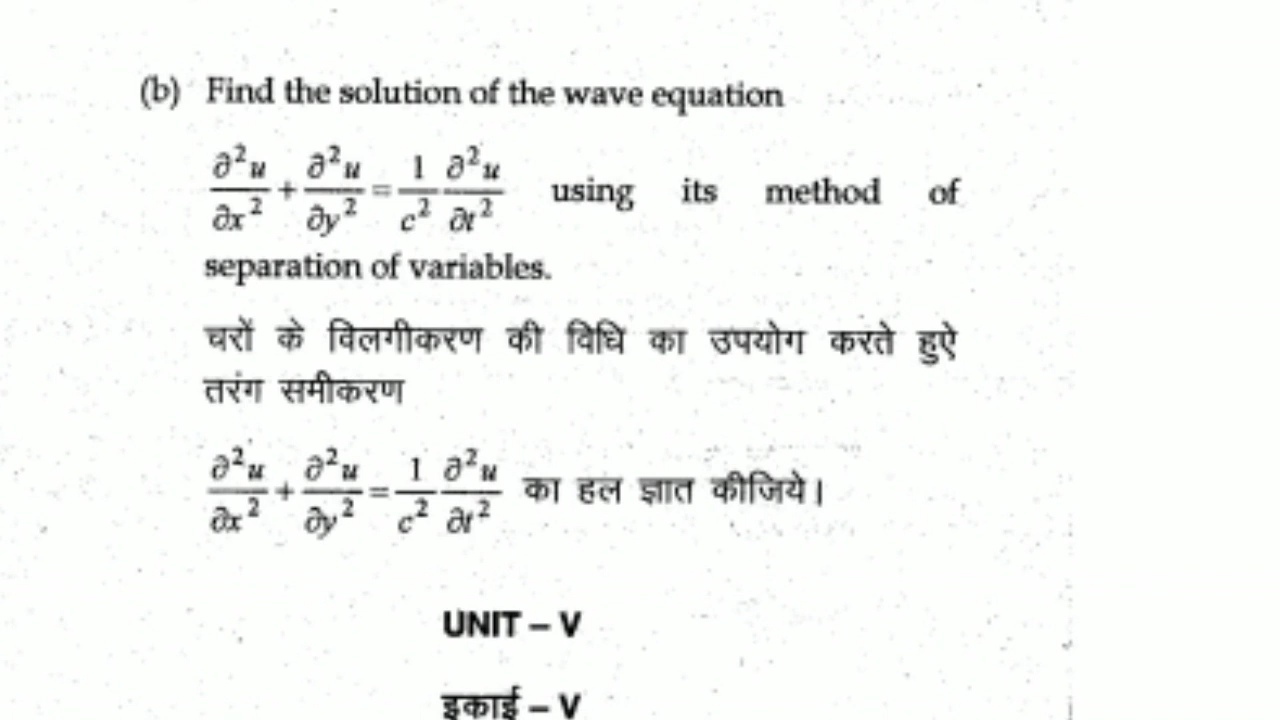 (b) Find the solution of the wave equation
∂²u/∂x² + ∂²u/∂y² = 1/c² ∂²u/∂t² using its method of
separation of variables.
चरों के विलगीकरण की विधि का उपयोग करते हुऐ
तरंग समीकरण
∂²u/∂x² + ∂²u/∂y² = 1/c² ∂²u/∂t² का हल ज्ञात कीजिये।
UNIT – V
इकाई – V